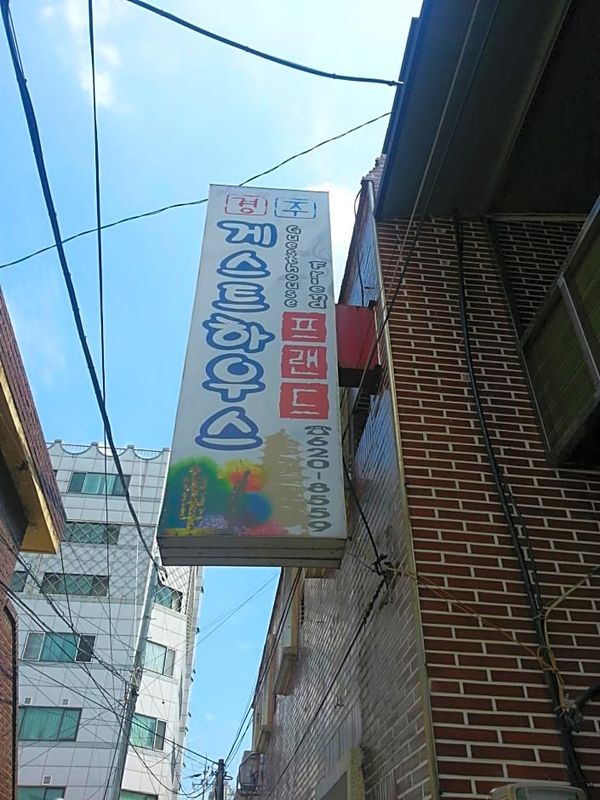 경주
게스트하우스
Guesthouse
Friend
프랜드
☎620-8559